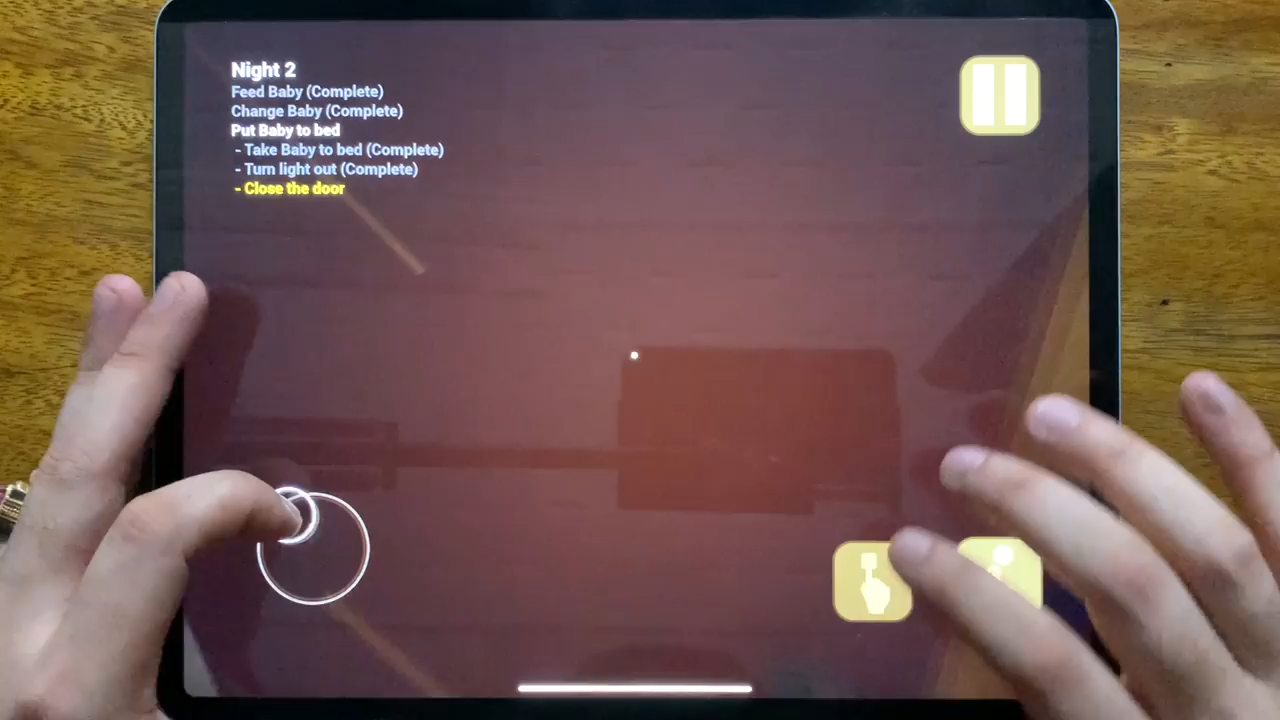 Night 2
Feed Baby (Complete)
Change Baby (Complete)
Put Baby to bed
- Take Baby to bed (Complete)
- Turn light out (Complete)
- Close the door